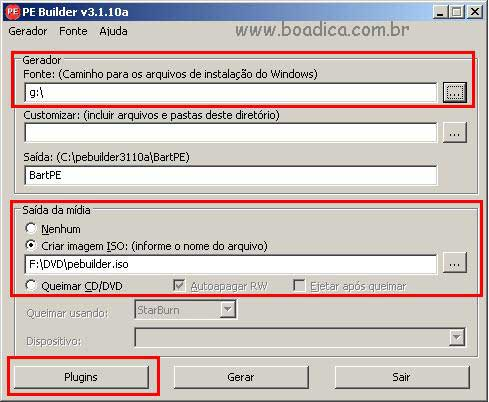 PE Builder v3.1.10a
www.boadica.com.br
Gerador Fonte Ajuda
Gerador
Fonte: (Caminho para os arquivos de instalação do Windows)
g:\
...
Customizar: (incluir arquivos e pastas deste diretório)
...
Saída: (C:\pebuilder3110a\BartPE)
BartPE
Saída da mídia
Nenhum
Criar imagem ISO: (informe o nome do arquivo)
F:\DVD\pebuilder.iso
...
Queimar CD/DVD Autoapagar RW Ejetar após queimar
Queimar usando: StarBurn
Dispositivo:
Plugins Gerar Sair